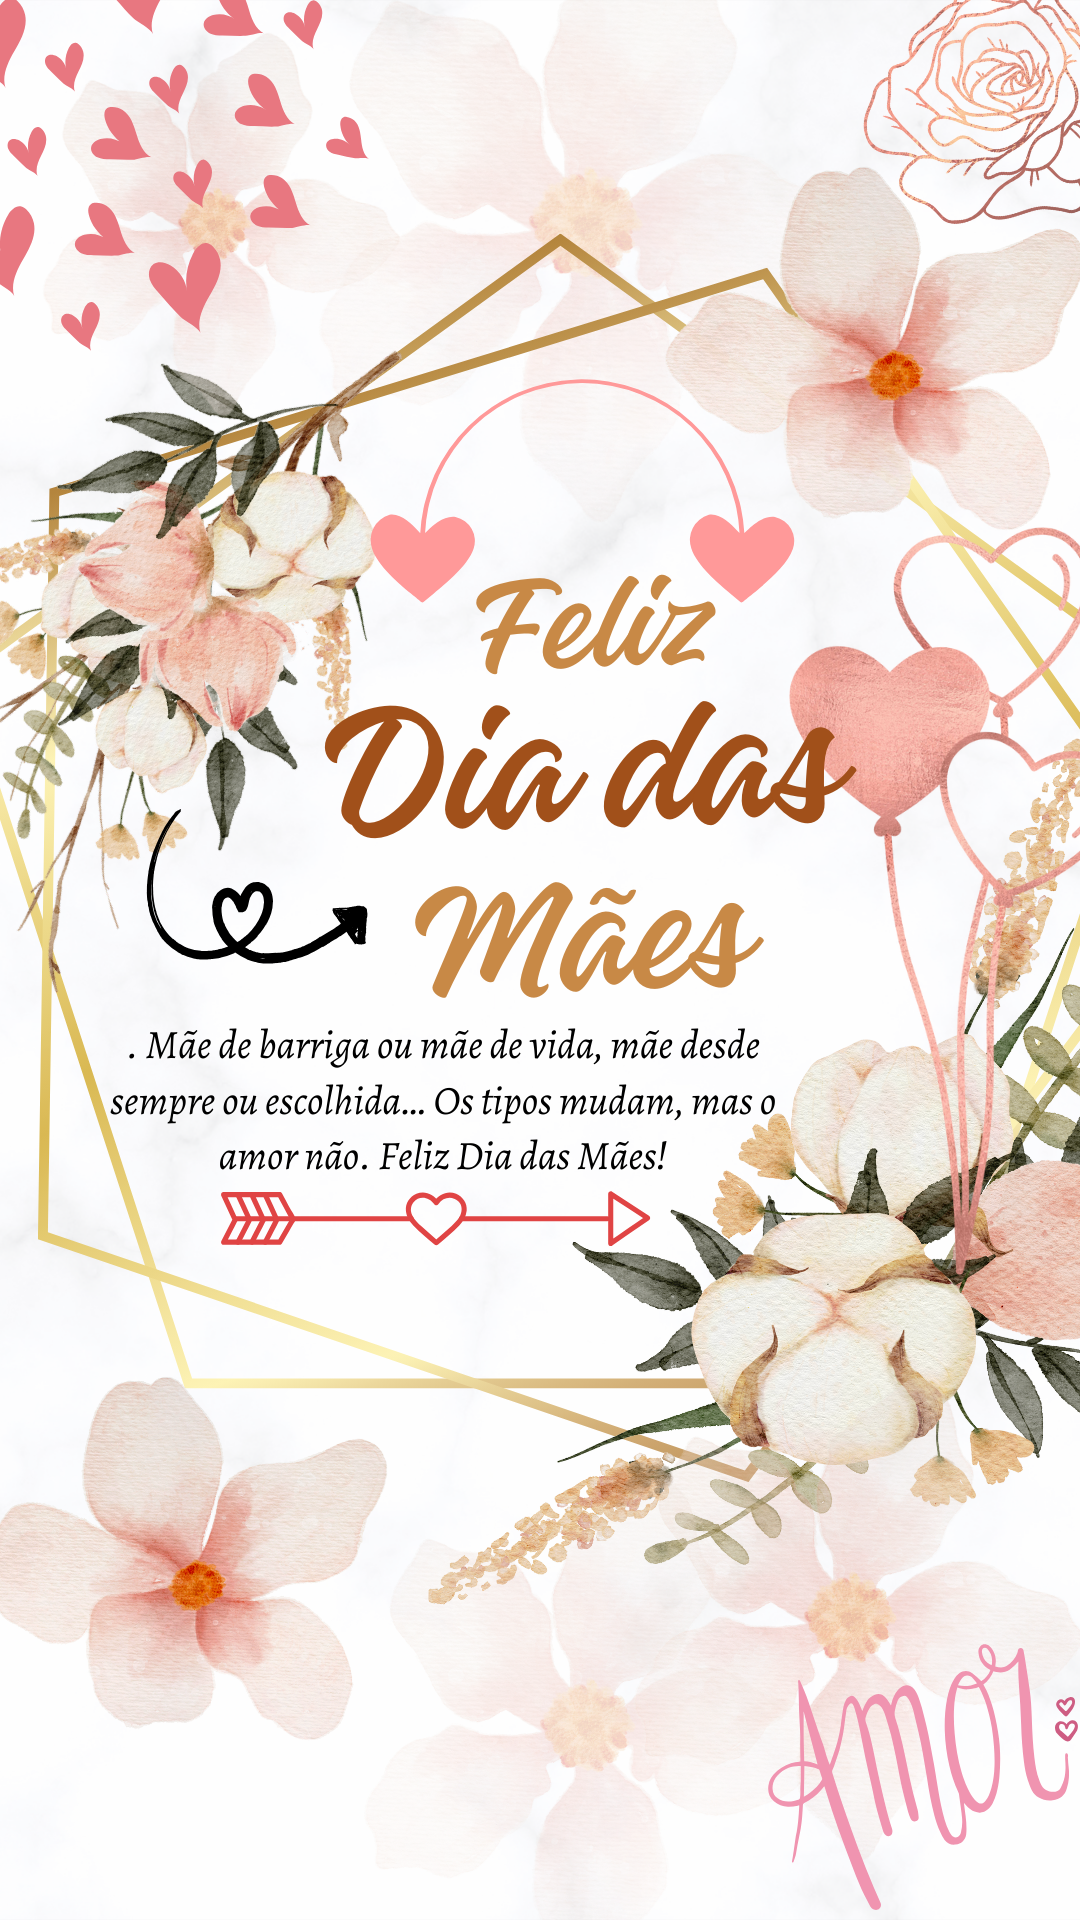 Feliz
Dia das
Mães
. Mãe de barriga ou mãe de vida, mãe desde
sempre ou escolhida... Os tipos mudam, mas o
amor não. Feliz Dia das Mães!
Amor